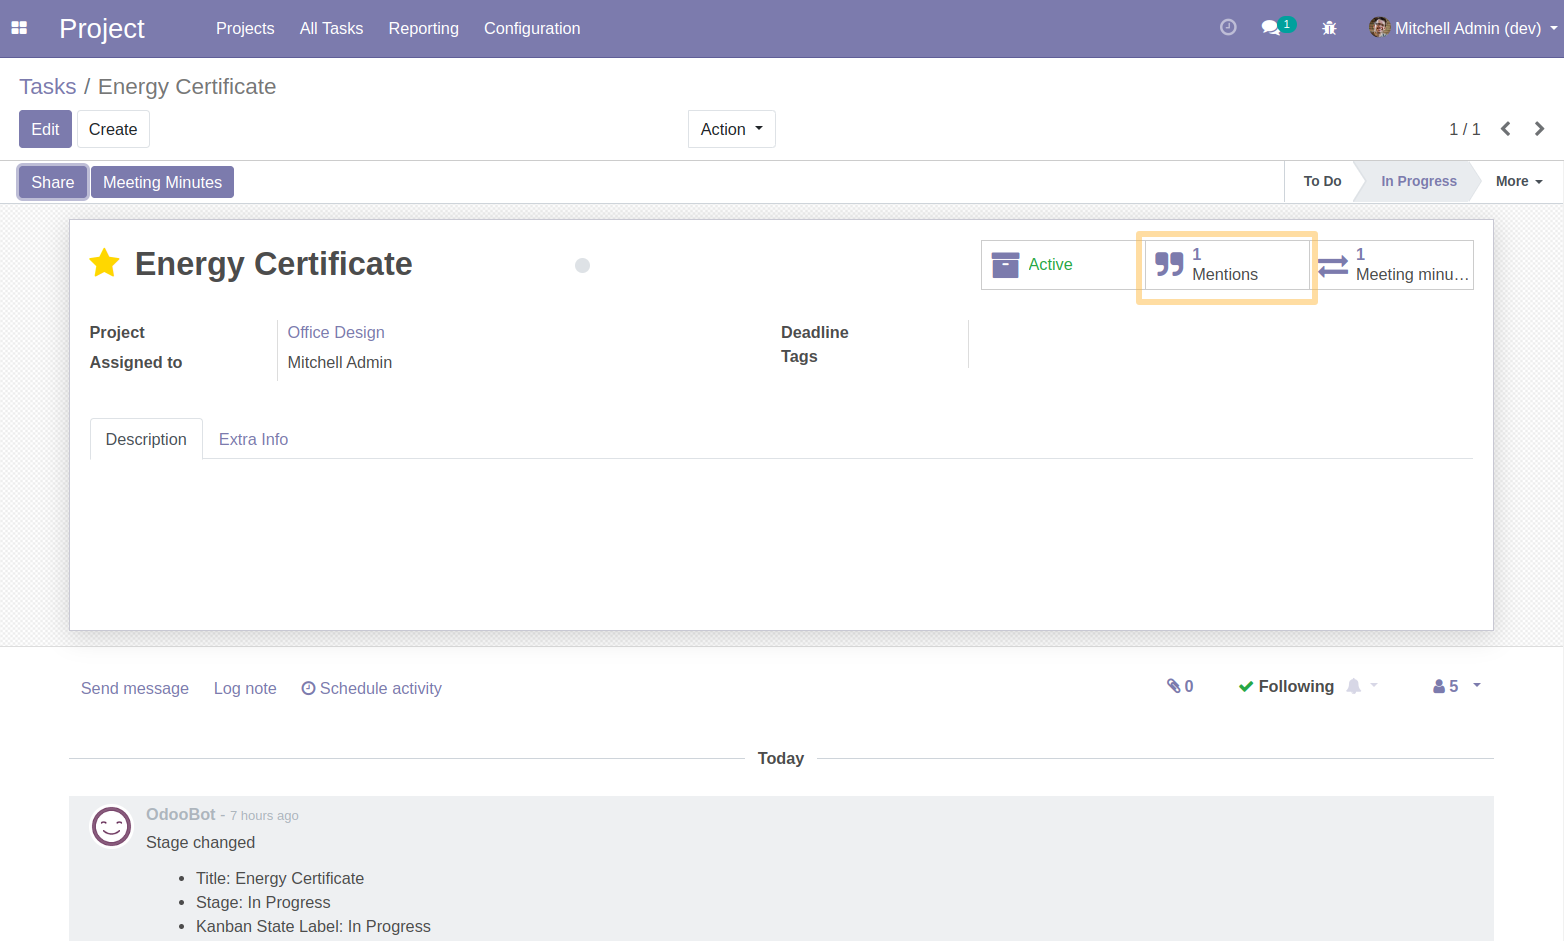 Project Projects All Tasks Reporting Configuration 1 Mitchell Admin (dev)
Tasks / Energy Certificate
Edit Create Action 1 / 1
Share Meeting Minutes To Do In Progress More
Energy Certificate
Active
1
Mentions
1
Meeting minu...
Project Office Design
Assigned to Mitchell Admin
Deadline
Tags
Description Extra Info
Send message Log note Schedule activity 0 Following 5
Today
OdooBot - 7 hours ago
Stage changed
• Title: Energy Certificate
• Stage: In Progress
• Kanban State Label: In Progress